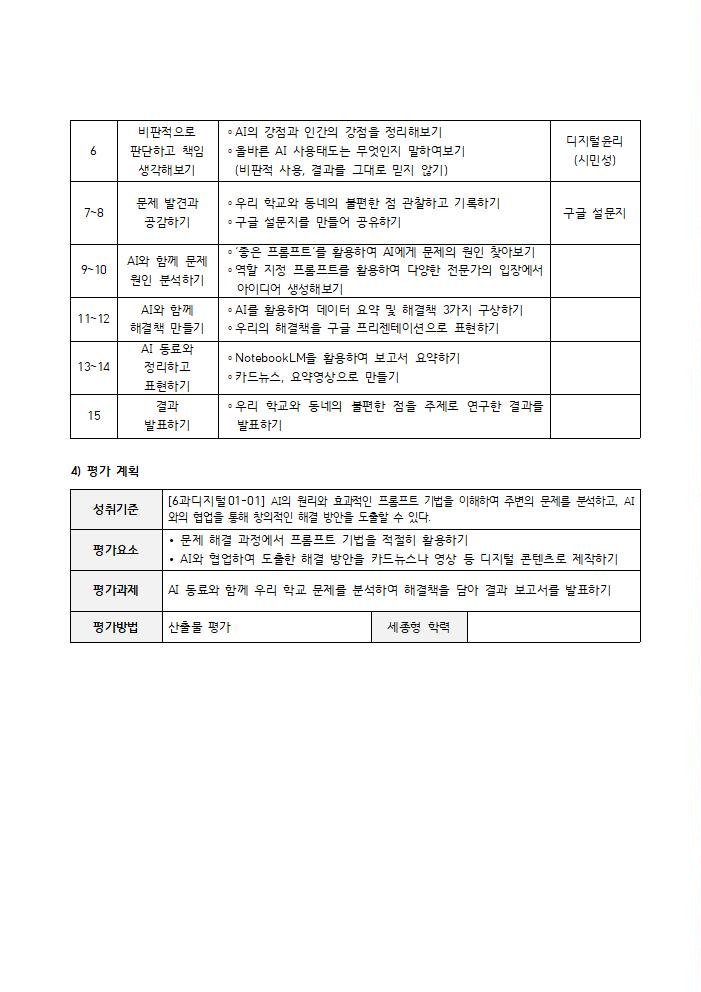 6
비판적으로
판단하고 책임
생각해보기
◦AI의 강점과 인간의 강점을 정리해보기
◦올바른 AI 사용태도는 무엇인지 말하여보기
(비판적 사용, 결과를 그대로 믿지 않기)
디지털윤리
(시민성)
7~8
문제 발견과
공감하기
◦우리 학교와 동네의 불편한 점 관찰하고 기록하기
◦구글 설문지를 만들어 공유하기
구글 설문지
9~10
AI와 함께 문제
원인 분석하기
◦'좋은 프롬프트'를 활용하여 AI에게 문제의 원인 찾아보기
◦역할 지정 프롬프트를 활용하여 다양한 전문가의 입장에서
아이디어 생성해보기
11~12
AI와 함께
해결책 만들기
◦AI를 활용하여 데이터 요약 및 해결책 3가지 구상하기
◦우리의 해결책을 구글 프리젠테이션으로 표현하기
13~14
AI 동료와
정리하고
표현하기
◦NotebookLM을 활용하여 보고서 요약하기
◦카드뉴스, 요약영상으로 만들기
15
결과
발표하기
◦우리 학교와 동네의 불편한 점을 주제로 연구한 결과를
발표하기
4) 평가 계획
성취기준
[6과디지털01-01] AI의 원리와 효과적인 프롬프트 기법을 이해하여 주변의 문제를 분석하고, AI
와의 협업을 통해 창의적인 해결 방안을 도출할 수 있다.
평가요소
• 문제 해결 과정에서 프롬프트 기법을 적절히 활용하기
• AI와 협업하여 도출한 해결 방안을 카드뉴스나 영상 등 디지털 콘텐츠로 제작하기
평가과제
AI 동료와 함께 우리 학교 문제를 분석하여 해결책을 담아 결과 보고서를 발표하기
평가방법
산출물 평가
세종형 학력